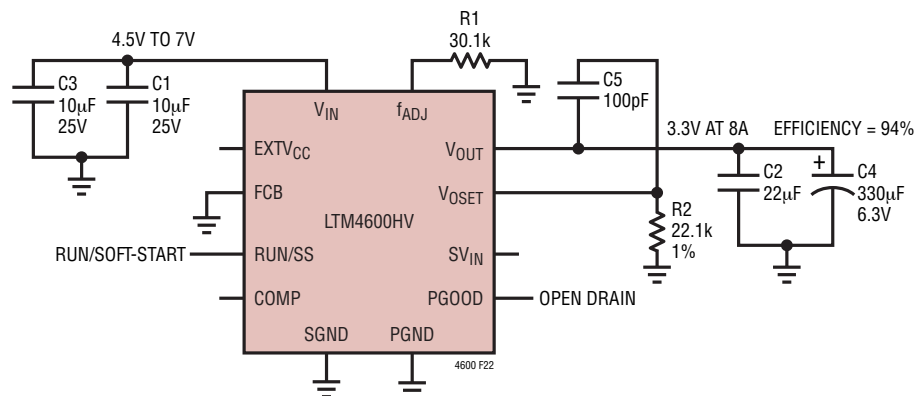 4.5V TO 7V
R1
30.1k
C3
10µF
25V
C1
10µF
25V
C5
100pF
VIN
fADJ
EXTVCC
VOUT
3.3V AT 8A
EFFICIENCY = 94%
FCB
VOSET
C2
22µF
+
C4
330µF
6.3V
LTM4600HV
R2
22.1k
1%
RUN/SOFT-START
RUN/SS
SVIN
COMP
PGOOD
OPEN DRAIN
SGND
PGND
4600 F22